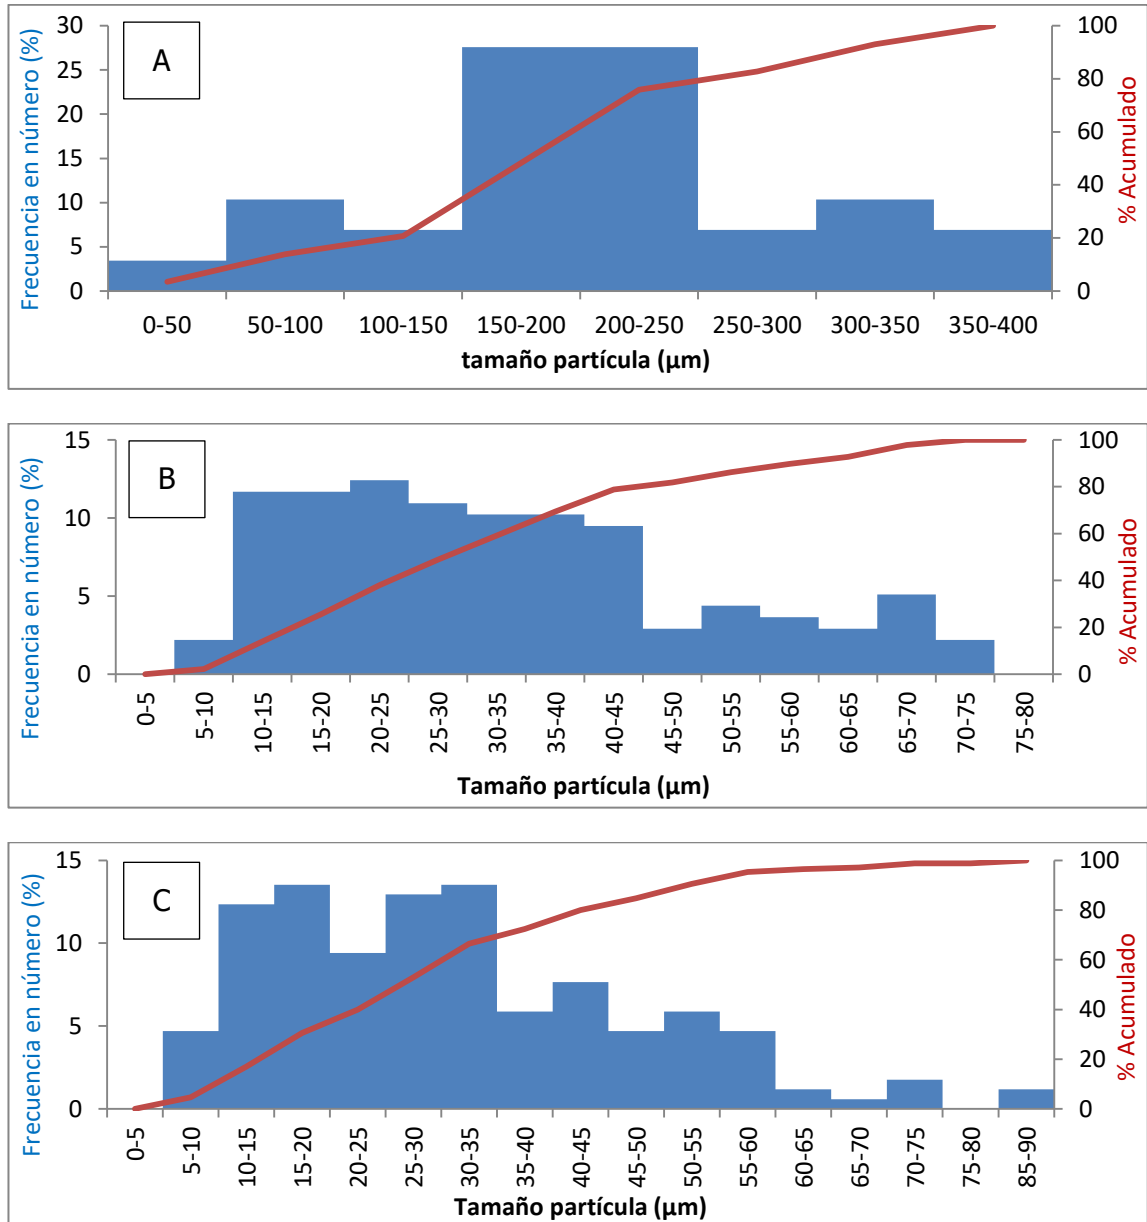 A
Frecuencia en número (%)
30
25
20
15
10
5
0
100
80
60
40
20
0
% Acumulado
0-50 50-100 100-150 150-200 200-250 250-300 300-350 350-400
tamaño partícula (µm)
B
Frecuencia en número (%)
15
10
5
0
100
80
60
40
20
0
% Acumulado
0-5 5-10 10-15 15-20 20-25 25-30 30-35 35-40 40-45 45-50 50-55 55-60 60-65 65-70 70-75 75-80
Tamaño partícula (µm)
C
Frecuencia en número (%)
15
10
5
0
100
80
60
40
20
0
% Acumulado
0-5 5-10 10-15 15-20 20-25 25-30 30-35 35-40 40-45 45-50 50-55 55-60 60-65 65-70 70-75 75-80 85-90
Tamaño partícula (µm)